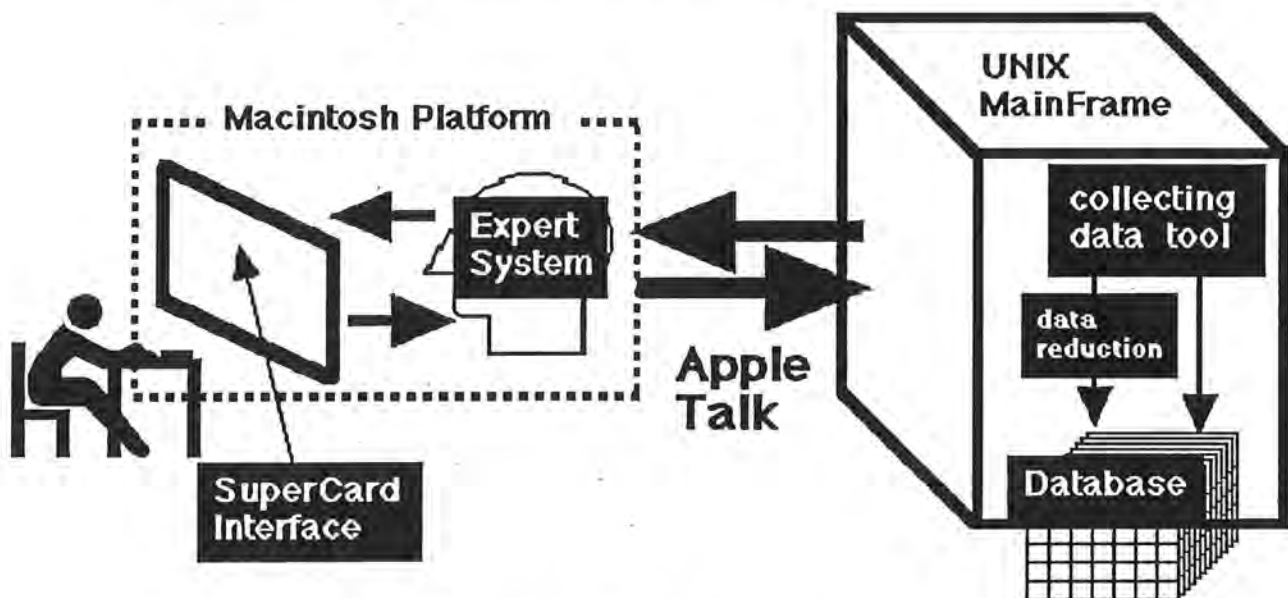 UNIX
MainFrame
Macintosh Platform
collecting
data tool
Expert
System
data
reduction
Apple
Talk
SuperCard
Interface
Database